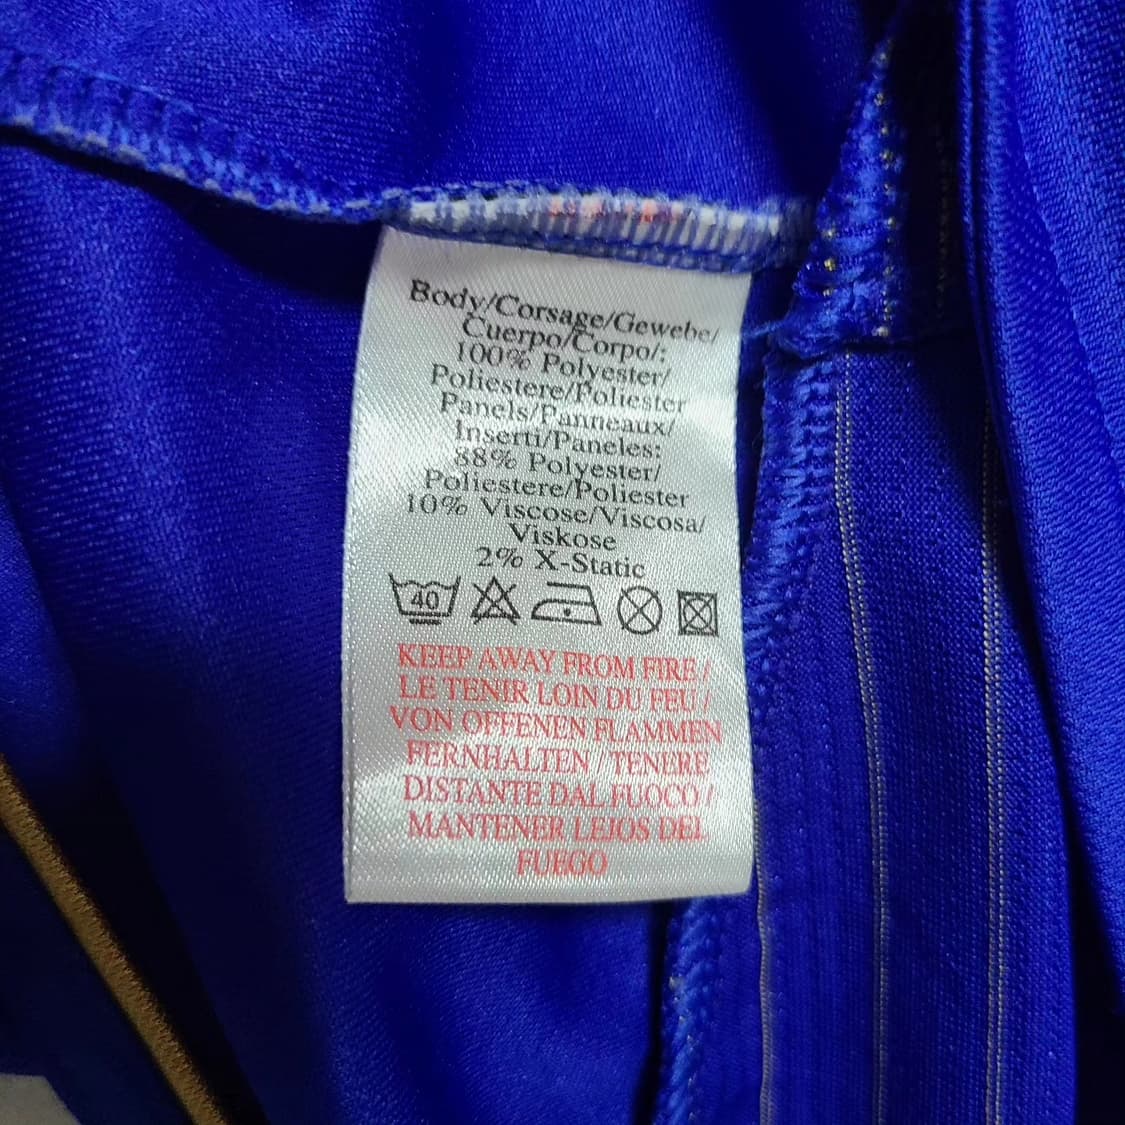 Body/Corsage/Gewebe/
Cuerpo/Corpo/:
100% Polyester/
Poliestere/Poliester
Panels/Panneaux/
Inserti/Paneles:
88% Polyester/
Poliestere/Poliester
10% Viscose/Viscosa/
Viskose
2% X-Static
40
KEEP AWAY FROM FIRE /
LE TENIR LOIN DU FEU /
VON OFFENEN FLAMMEN
FERNHALTEN TENERE
DISTANTE DAL FUOCO /
MANTENER LEJOS DEL
FUEGO